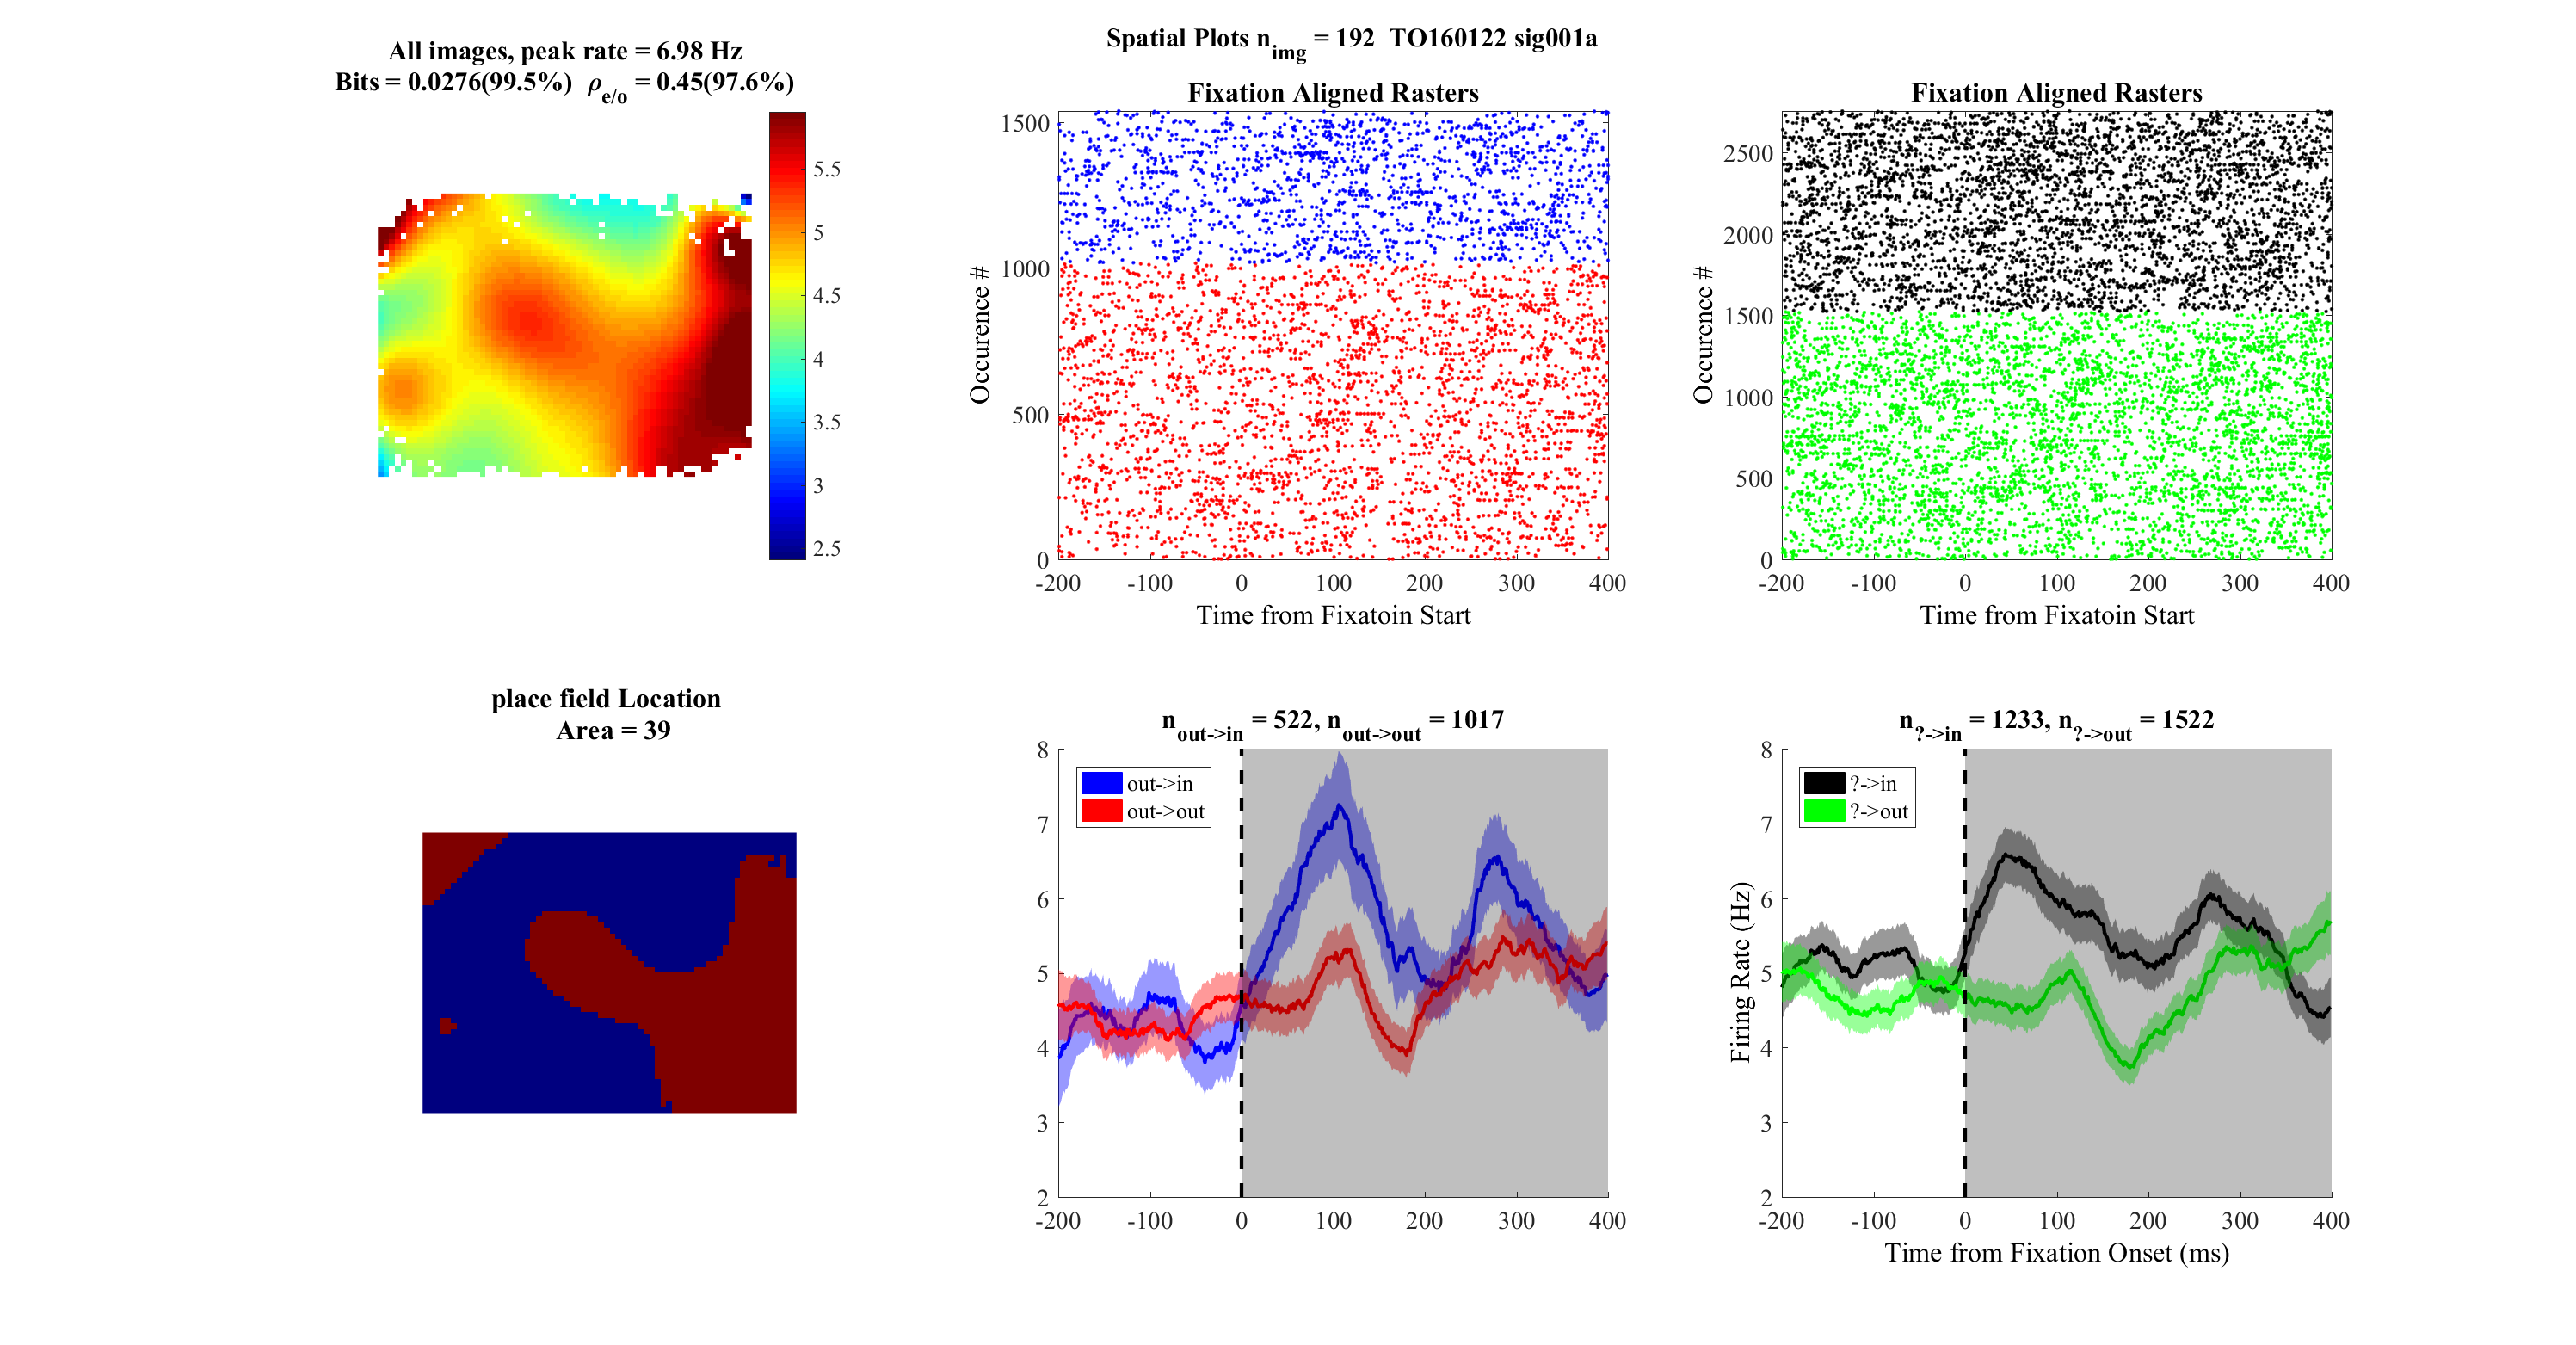 All images, peak rate = 6.98 Hz
Bits = 0.0276(99.5%) ρe/o = 0.45(97.6%)
5.5
5
4.5
4
3.5
3
2.5
Spatial Plots nimg = 192 TO160122 sig001a
Fixation Aligned Rasters
Occurence #
1500
1000
500
0
-200 -100 0 100 200 300 400
Time from Fixatoin Start
Fixation Aligned Rasters
Occurence #
2500
2000
1500
1000
500
0
-200 -100 0 100 200 300 400
Time from Fixatoin Start
place field Location
Area = 39
nout->in = 522, nout->out = 1017
out->in
out->out
8
7
6
5
4
3
2
-200 -100 0 100 200 300 400
n?->in = 1233, n?->out = 1522
?->in
?->out
Firing Rate (Hz)
8
7
6
5
4
3
2
-200 -100 0 100 200 300 400
Time from Fixation Onset (ms)